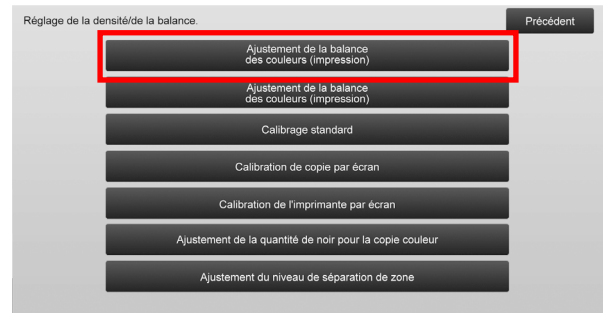 Réglage de la densité/de la balance.
Précédent
Ajustement de la balance
des couleurs (impression)
Ajustement de la balance
des couleurs (impression)
Calibrage standard
Calibration de copie par écran
Calibration de l'imprimante par écran
Ajustement de la quantité de noir pour la copie couleur
Ajustement du niveau de séparation de zone